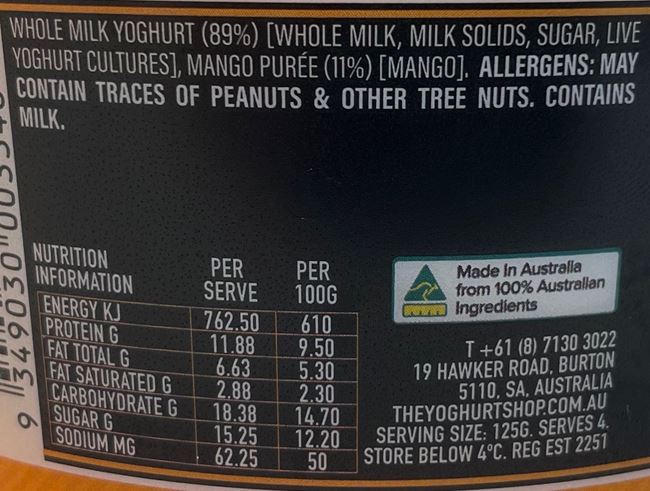 WHOLE MILK YOGHURT (89%) [WHOLE MILK, MILK SOLIDS, SUGAR, LIVE
YOGHURT CULTURES], MANGO PURÉE (11%) [MANGO]. ALLERGENS: MAY
CONTAIN TRACES OF PEANUTS & OTHER TREE NUTS. CONTAINS
MILK.
NUTRITION INFORMATION PER SERVE PER 100G
ENERGY KJ 762.50 610
PROTEIN G 11.88 9.50
FAT TOTAL G 6.63 5.30
FAT SATURATED G 2.88 2.30
CARBOHYDRATE G 18.38 14.70
SUGAR G 15.25 12.20
SODIUM MG 62.25 50
Made in Australia
from 100% Australian
Ingredients
T +61 (8) 7130 3022
19 HAWKER ROAD, BURTON
5110, SA, AUSTRALIA
THEYOGHURTSHOP.COM.AU
SERVING SIZE: 125G. SERVES 4.
STORE BELOW 4°C. REG EST 2251